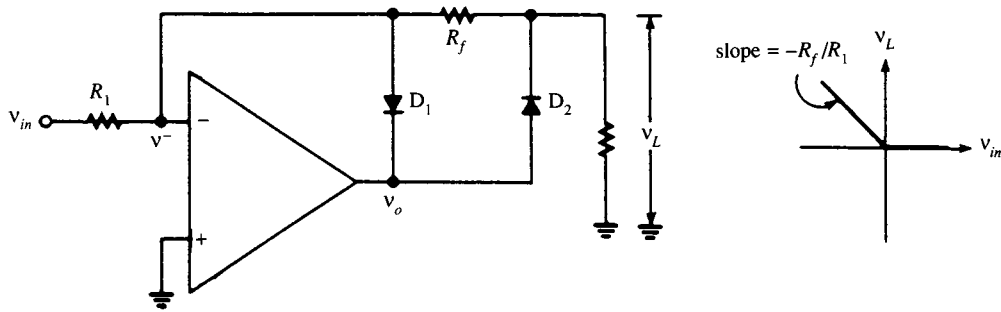 R_f
R_1
D_1
D_2
v_in
v^-
v_L
v_o
−
+
slope = −R_f/R_1
v_L
v_in